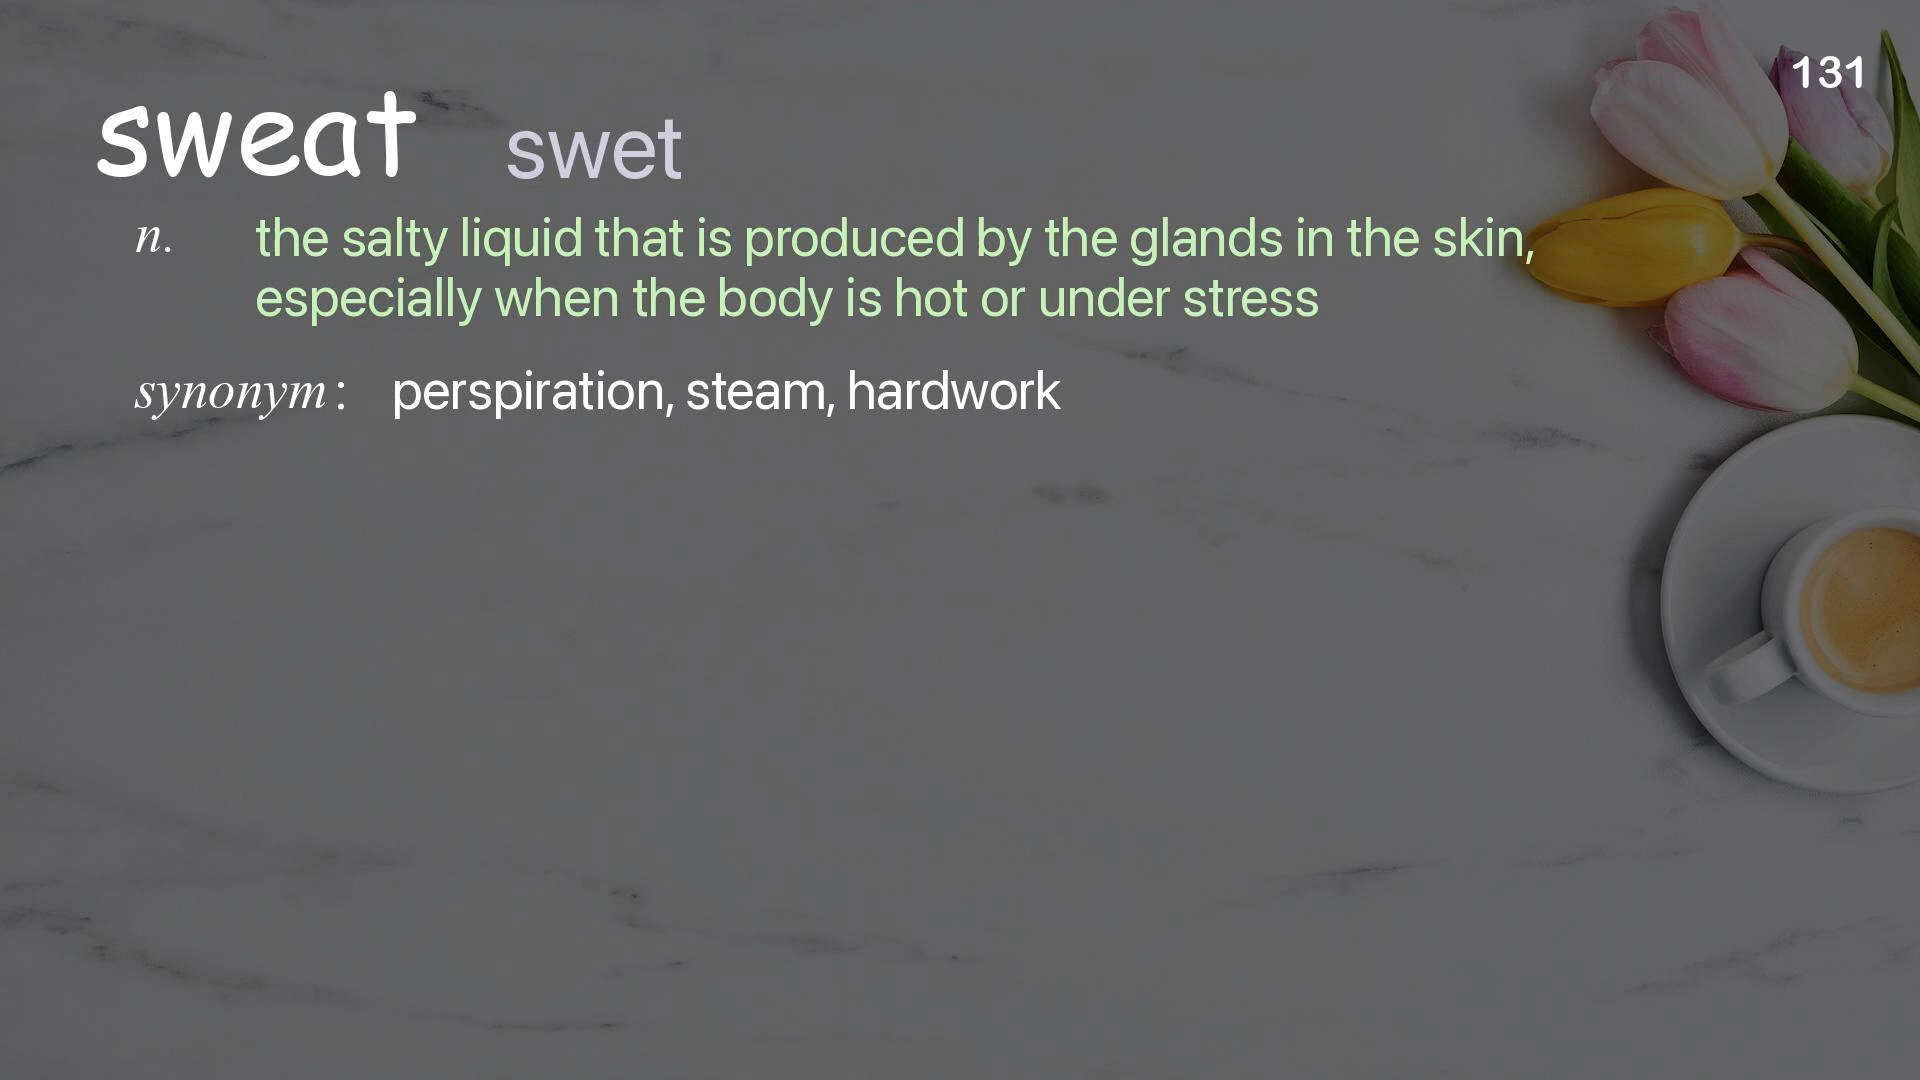 131
sweat swet
n. the salty liquid that is produced by the glands in the skin,
especially when the body is hot or under stress
synonym: perspiration, steam, hardwork